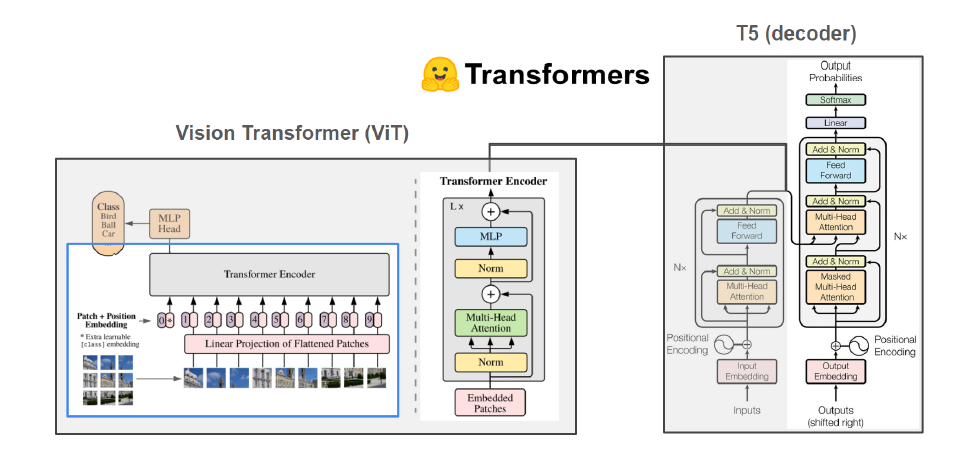 T5 (decoder)
🤗 Transformers
Vision Transformer (ViT)
Class
Bird
Ball
Car
MLP
Head
Transformer Encoder
Patch + Position
Embedding
* Extra learnable
[class] embedding
0 * 1 2 3 4 5 6 7 8 9
Linear Projection of Flattened Patches
Transformer Encoder
L x
+
MLP
Norm
+
Multi-Head
Attention
Norm
Embedded
Patches
Add & Norm
Feed
Forward
Nx
Add & Norm
Multi-Head
Attention
Positional
Encoding
Input
Embedding
Inputs
Output
Probabilities
Softmax
Linear
Add & Norm
Feed
Forward
Add & Norm
Multi-Head
Attention
Nx
Add & Norm
Masked
Multi-Head
Attention
Positional
Encoding
Output
Embedding
Outputs
(shifted right)